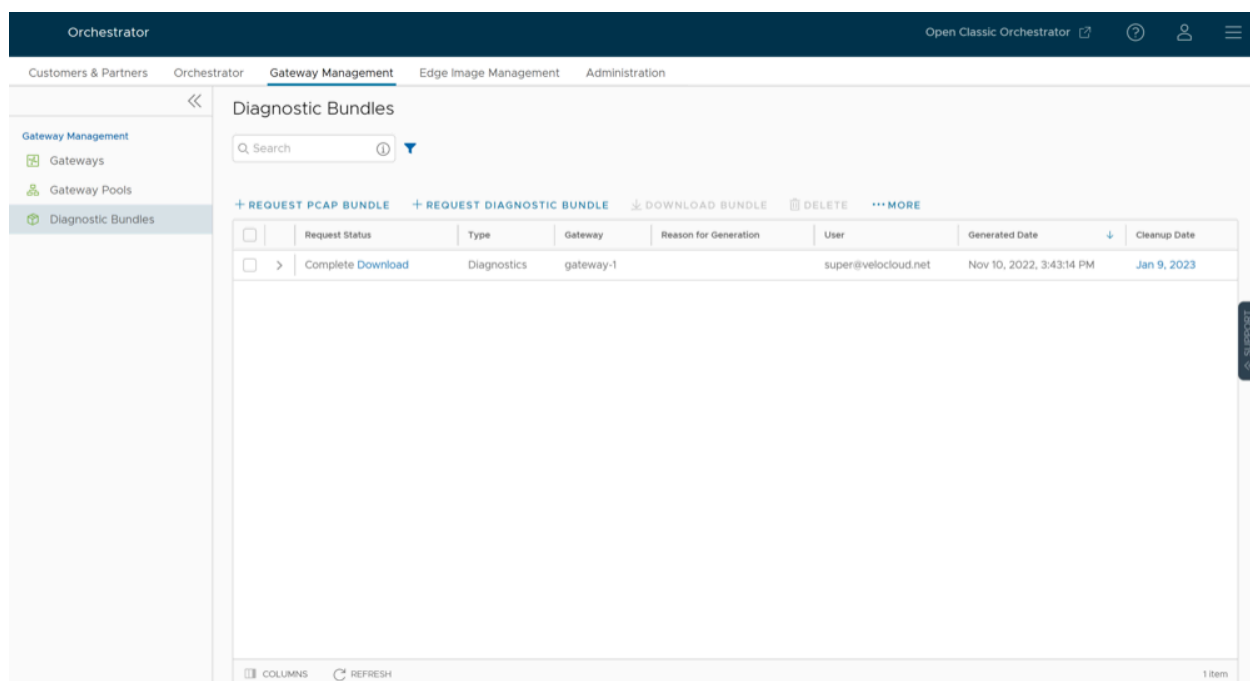 Orchestrator
Open Classic Orchestrator
Customers & Partners Orchestrator Gateway Management Edge Image Management Administration
Diagnostic Bundles
Gateway Management
Gateways
Gateway Pools
Diagnostic Bundles
Search
+ REQUEST PCAP BUNDLE + REQUEST DIAGNOSTIC BUNDLE DOWNLOAD BUNDLE DELETE ··· MORE
Request Status Type Gateway Reason for Generation User Generated Date Cleanup Date
Complete Download Diagnostics gateway-1 super@velocloud.net Nov 10, 2022, 3:43:14 PM Jan 9, 2023
SUPPORT
COLUMNS REFRESH 1 item